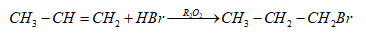 CH₃ − CH = CH₂ + HBr —R₂O₂→ CH₃ − CH₂ − CH₂Br